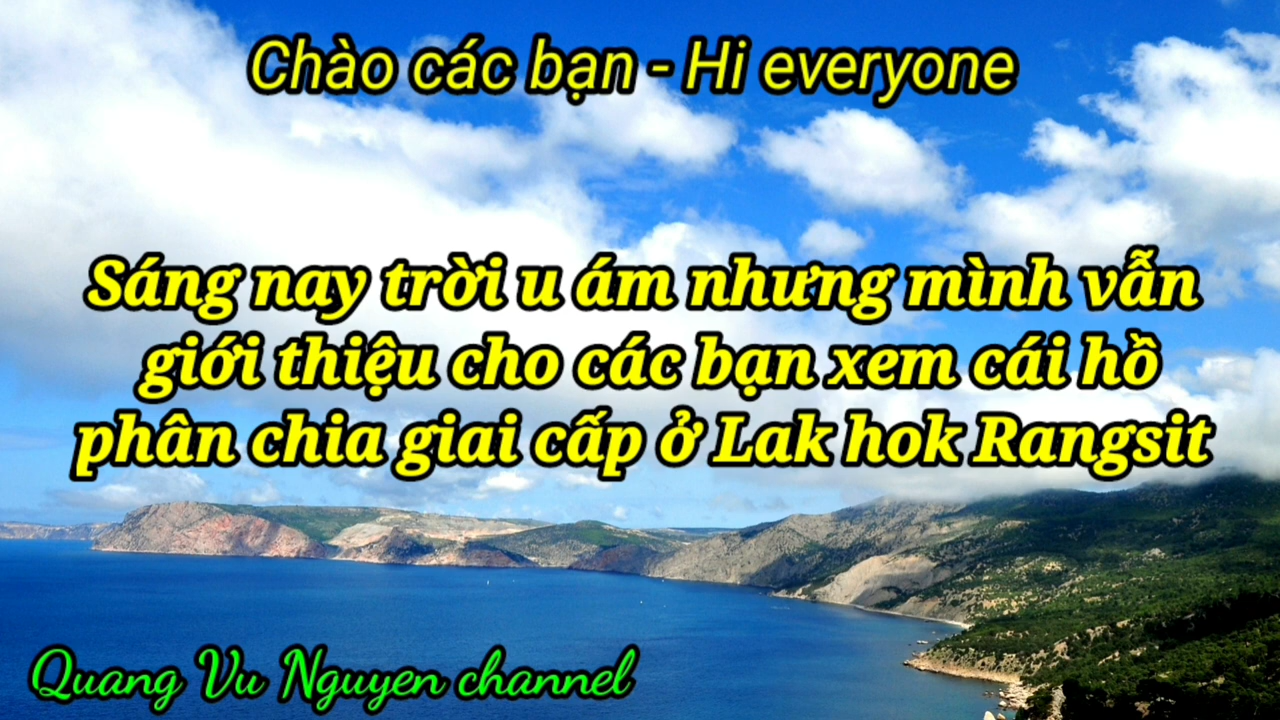 Chào các bạn - Hi everyone
Sáng nay trời u ám nhưng mình vẫn
giới thiệu cho các bạn xem cái hồ
phân chia giai cấp ở Lak hok Rangsit
Quang Vu Nguyen channel